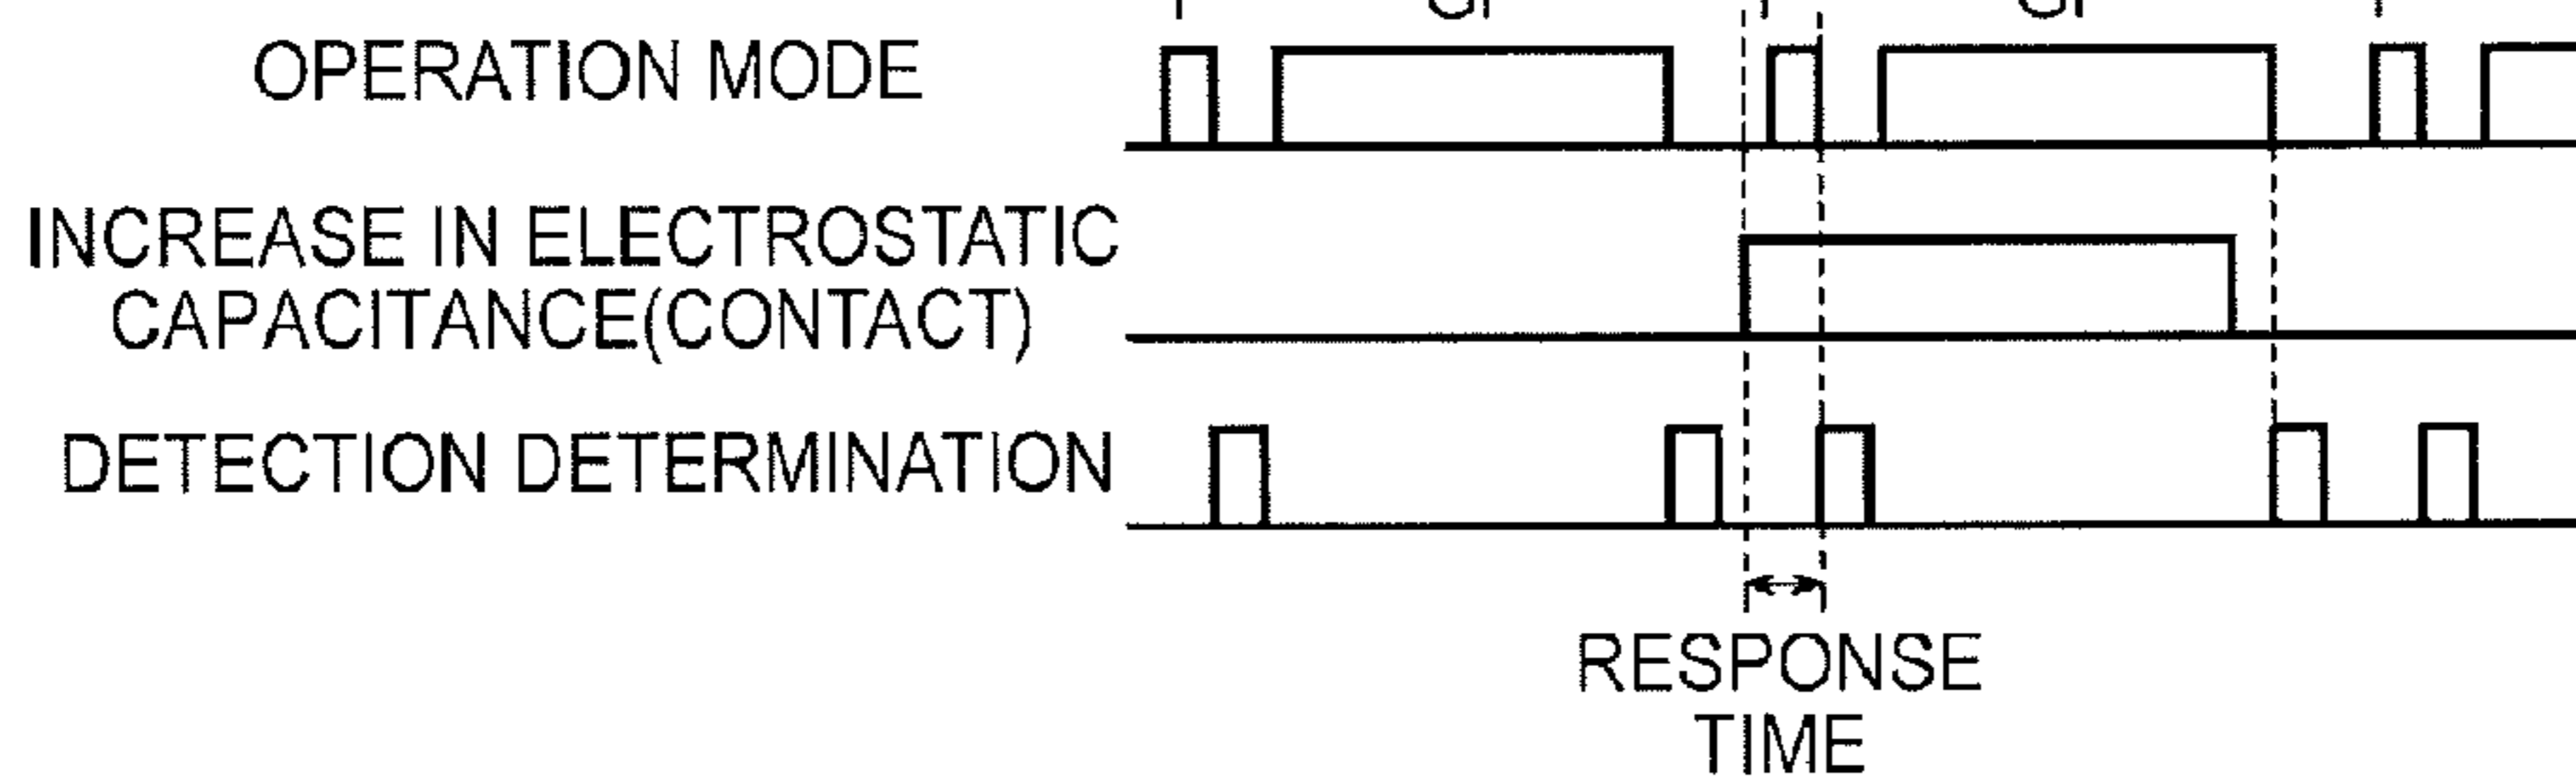 OPERATION MODE
INCREASE IN ELECTROSTATIC
CAPACITANCE(CONTACT)
DETECTION DETERMINATION
RESPONSE
TIME